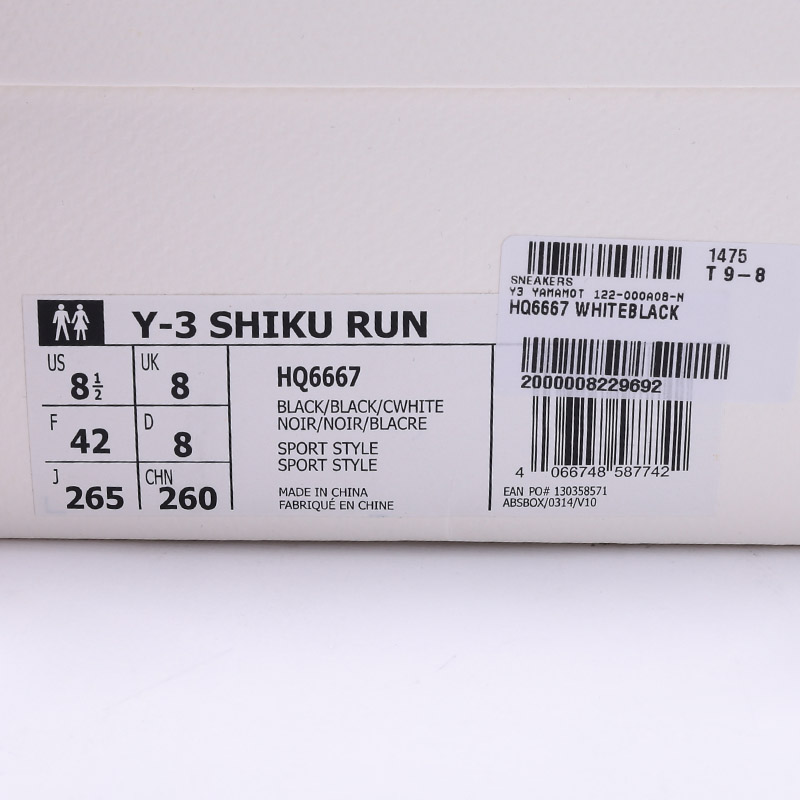 1475
T 9-8
SNEAKERS
Y3 YAMAMOT 122-000A08-N
HQ6667 WHITEBLACK
2000008229692
Y-3 SHIKU RUN
US 8 1/2
UK 8
F 42
D 8
J 265
CHN 260
HQ6667
BLACK/BLACK/CWHITE
NOIR/NOIR/BLACRE
SPORT STYLE
SPORT STYLE
MADE IN CHINA
FABRIQUÉ EN CHINE
4 066748 587742
EAN PO# 130358571
ABSBOX/0314/V10